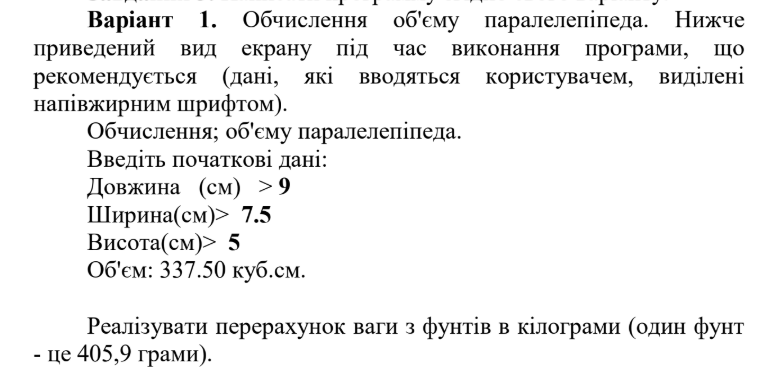 Варіант 1. Обчислення об'єму паралелепіпеда. Нижче
приведений вид екрану під час виконання програми, що
рекомендується (дані, які вводяться користувачем, виділені
напівжирним шрифтом).
Обчислення; об'єму паралелепіпеда.
Введіть початкові дані:
Довжина (см) > 9
Ширина(см)> 7.5
Висота(см)> 5
Об'єм: 337.50 куб.см.
Реалізувати перерахунок ваги з фунтів в кілограми (один фунт
- це 405,9 грами).